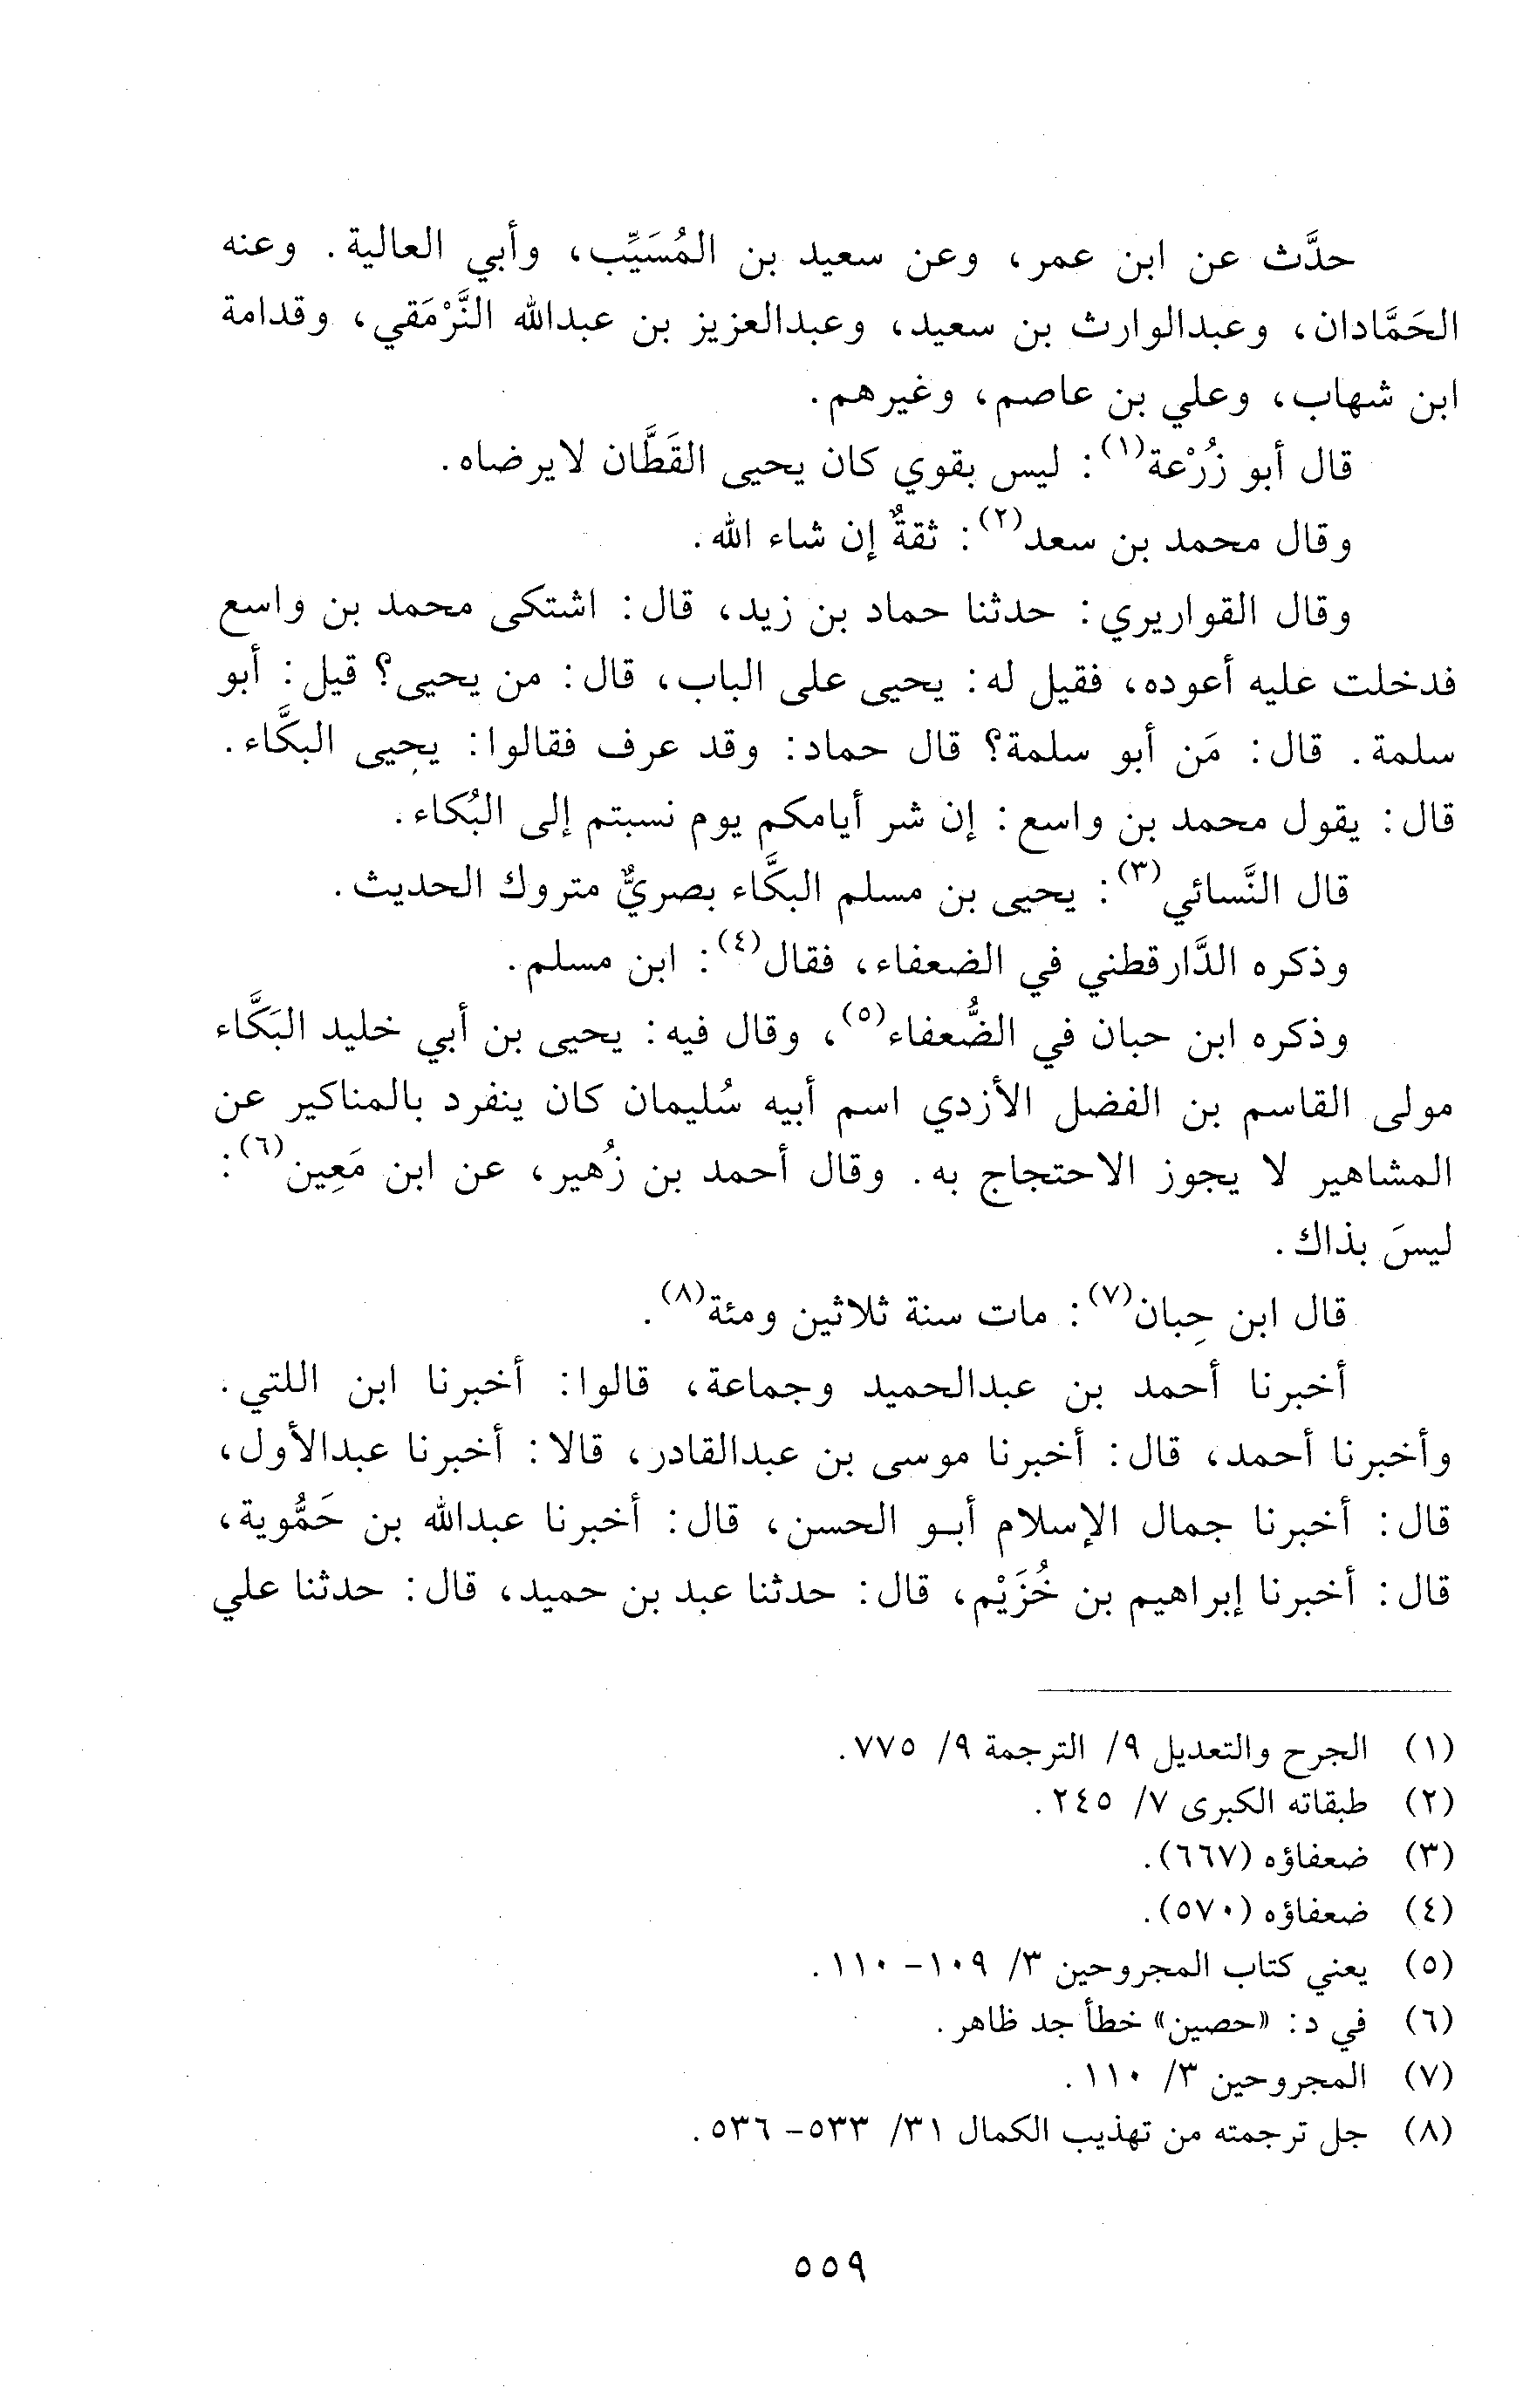 حدَّث عن ابن عمر، وعن سعيد بن المُسَيِّب، وأبي العالية. وعنه
الحَمَّادان، وعبدالوارث بن سعيد، وعبدالعزيز بن عبدالله النَّرْمَقي، وقدامة
ابن شهاب، وعلي بن عاصم، وغيرهم.
قال أبو زُرْعة(١): ليس بقوي كان يحيى القَطَّان لايرضاه.
وقال محمد بن سعد(٢): ثقةٌ إن شاء الله.
وقال القواريري: حدثنا حماد بن زيد، قال: اشتكى محمد بن واسع
فدخلت عليه أعوده، فقيل له: يحيى على الباب، قال: من يحيى؟ قيل: أبو
سلمة. قال: مَن أبو سلمة؟ قال حماد: وقد عرف فقالوا: يحيى البكَّاء.
قال: يقول محمد بن واسع: إن شر أيامكم يوم نسبتم إلى البُكاء.
قال النَّسائي(٣): يحيى بن مسلم البكَّاء بصريٌّ متروك الحديث.
وذكره الدَّارقطني في الضعفاء، فقال(٤): ابن مسلم.
وذكره ابن حبان في الضُّعفاء(٥)، وقال فيه: يحيى بن أبي خليد البَكَّاء
مولى القاسم بن الفضل الأزدي اسم أبيه سُليمان كان ينفرد بالمناكير عن
المشاهير لا يجوز الاحتجاج به. وقال أحمد بن زُهير، عن ابن مَعِين(٦):
ليسَ بذاك.
قال ابن حِبان(٧): مات سنة ثلاثين ومئة(٨).
أخبرنا أحمد بن عبدالحميد وجماعة، قالوا: أخبرنا ابن اللتي.
وأخبرنا أحمد، قال: أخبرنا موسى بن عبدالقادر، قالا: أخبرنا عبدالأول،
قال: أخبرنا جمال الإسلام أبو الحسن، قال: أخبرنا عبدالله بن حَمُّوية،
قال: أخبرنا إبراهيم بن خُزَيْم، قال: حدثنا عبد بن حميد، قال: حدثنا علي
(١) الجرح والتعديل ٩/ الترجمة ٩/ ٧٧٥.
(٢) طبقاته الكبرى ٧/ ٢٤٥.
(٣) ضعفاؤه (٦٦٧).
(٤) ضعفاؤه (٥٧٠).
(٥) يعني كتاب المجروحين ٣/ ١٠٩- ١١٠.
(٦) في د: «حصين» خطأ جد ظاهر.
(٧) المجروحين ٣/ ١١٠.
(٨) جل ترجمته من تهذيب الكمال ٣١/ ٥٣٣- ٥٣٦.
٥٥٩